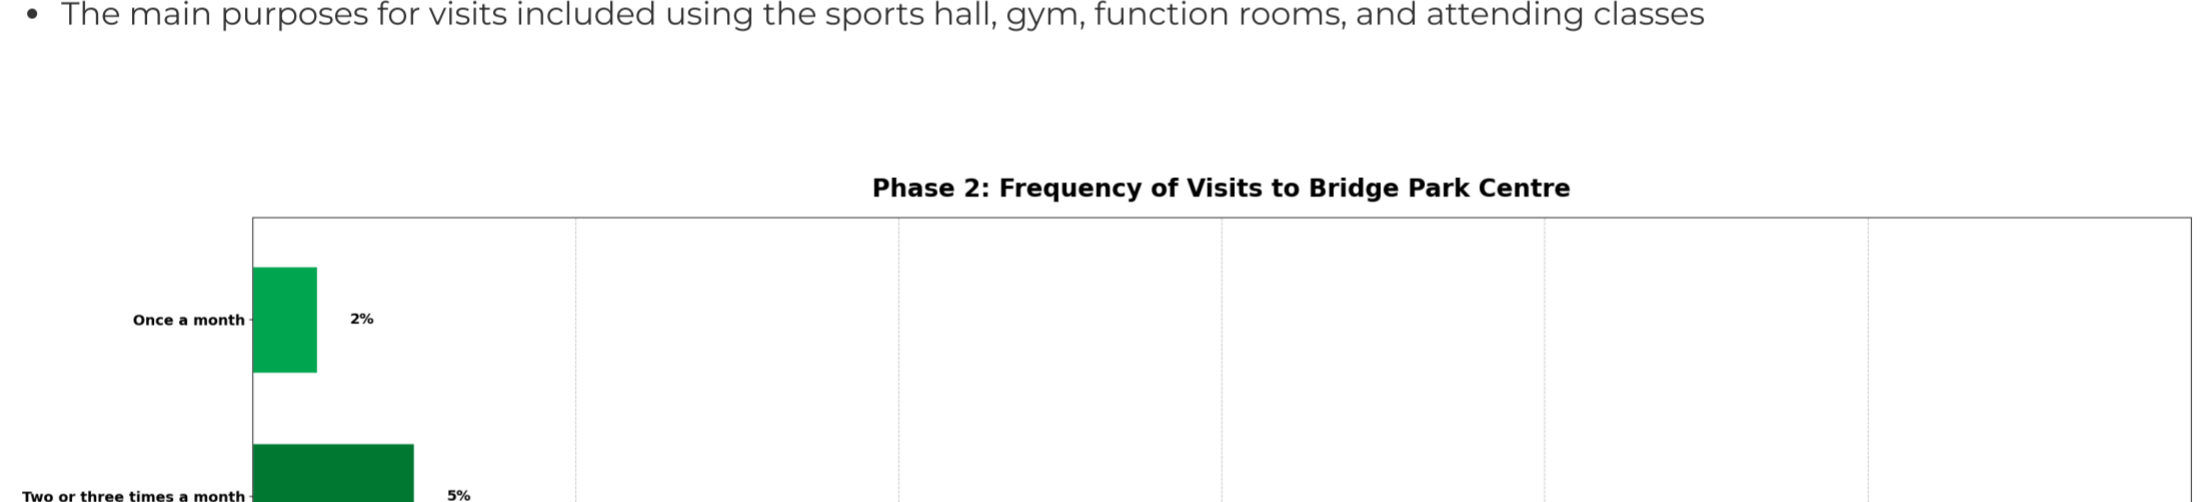 • The main purposes for visits included using the sports hall, gym, function rooms, and attending classes
Phase 2: Frequency of Visits to Bridge Park Centre
Once a month 2%
Two or three times a month 5%